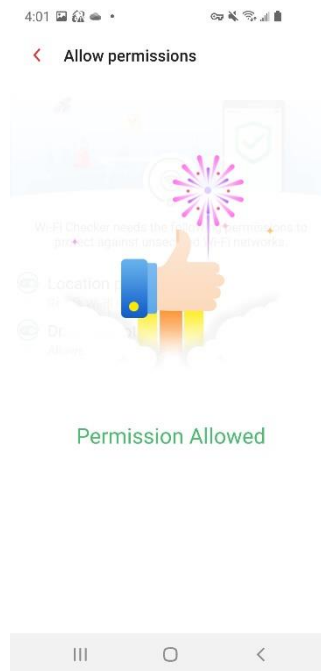 4:01
Allow permissions
Wi-Fi Checker needs the following permissions to
protect against unsecured Wi-Fi networks.
Location
Permission Allowed